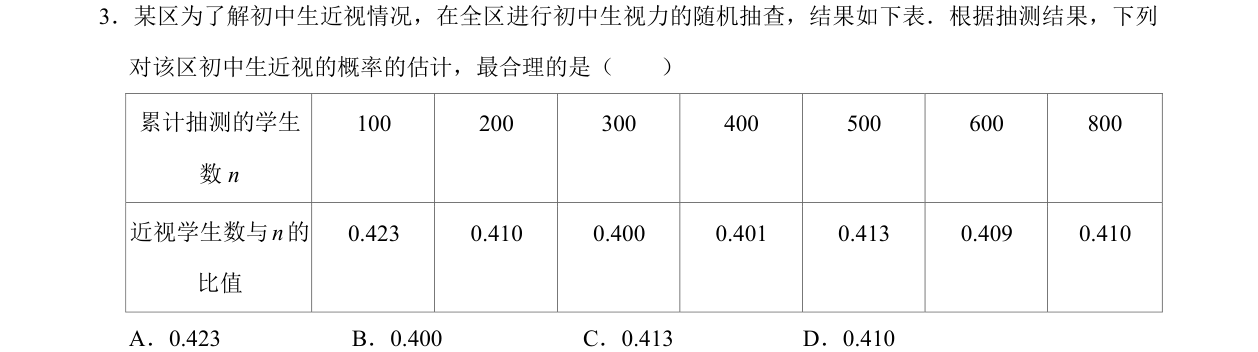 3．某区为了解初中生近视情况，在全区进行初中生视力的随机抽查，结果如下表．根据抽测结果，下列
对该区初中生近视的概率的估计，最合理的是（　　）
累计抽测的学生
数 n
100 200 300 400 500 600 800
近视学生数与 n 的
比值
0.423 0.410 0.400 0.401 0.413 0.409 0.410
A．0.423 B．0.400 C．0.413 D．0.410